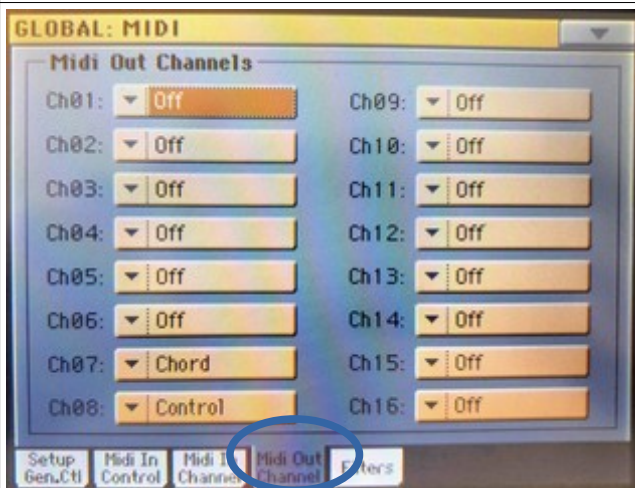 GLOBAL: MIDI
Midi Out Channels
Ch01: Off
Ch02: Off
Ch03: Off
Ch04: Off
Ch05: Off
Ch06: Off
Ch07: Chord
Ch08: Control
Ch09: Off
Ch10: Off
Ch11: Off
Ch12: Off
Ch13: Off
Ch14: Off
Ch15: Off
Ch16: Off
Setup
Gen.Ctl
Midi In
Control
Midi In
Channel
Midi Out
Channel
Filters